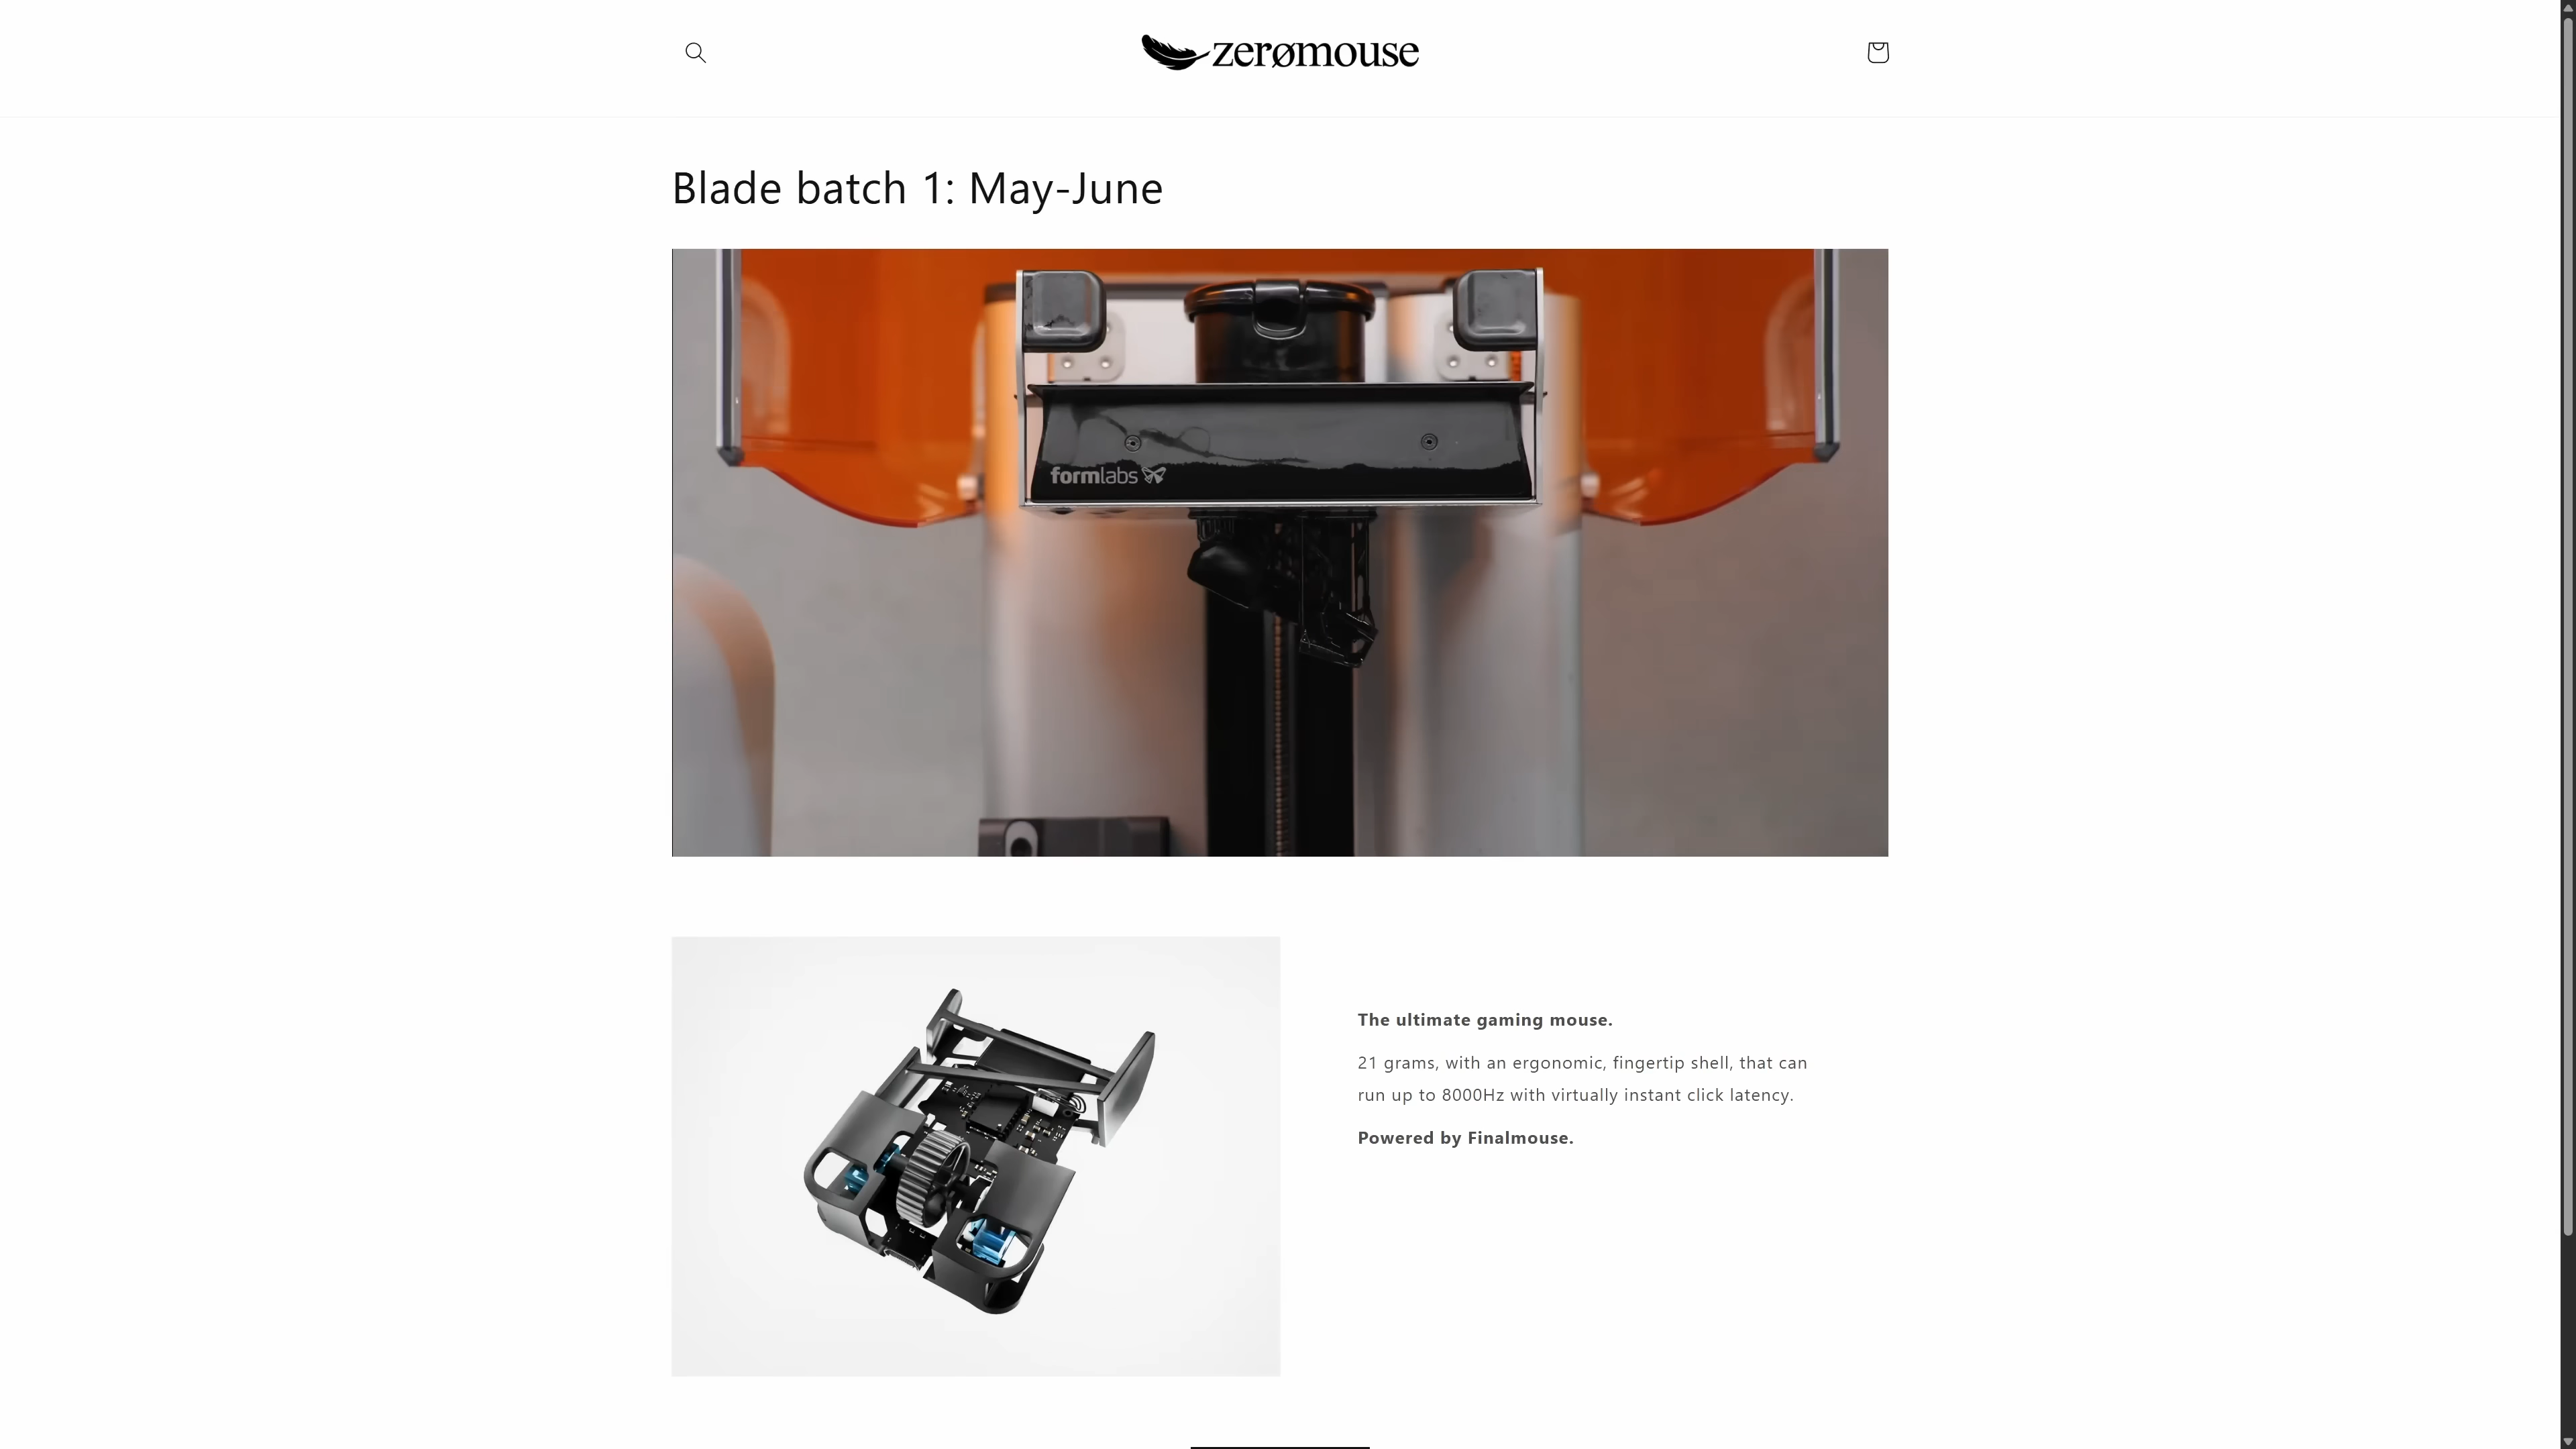 zerømouse
Blade batch 1: May-June
formlabs
The ultimate gaming mouse.
21 grams, with an ergonomic, fingertip shell, that can
run up to 8000Hz with virtually instant click latency.
Powered by Finalmouse.